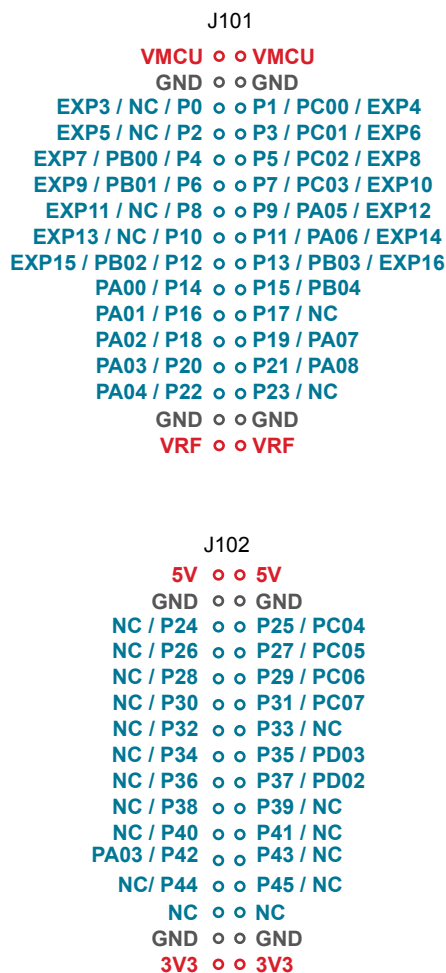 J101
VMCU VMCU
GND GND
EXP3 / NC / P0 P1 / PC00 / EXP4
EXP5 / NC / P2 P3 / PC01 / EXP6
EXP7 / PB00 / P4 P5 / PC02 / EXP8
EXP9 / PB01 / P6 P7 / PC03 / EXP10
EXP11 / NC / P8 P9 / PA05 / EXP12
EXP13 / NC / P10 P11 / PA06 / EXP14
EXP15 / PB02 / P12 P13 / PB03 / EXP16
PA00 / P14 P15 / PB04
PA01 / P16 P17 / NC
PA02 / P18 P19 / PA07
PA03 / P20 P21 / PA08
PA04 / P22 P23 / NC
GND GND
VRF VRF
J102
5V 5V
GND GND
NC / P24 P25 / PC04
NC / P26 P27 / PC05
NC / P28 P29 / PC06
NC / P30 P31 / PC07
NC / P32 P33 / NC
NC / P34 P35 / PD03
NC / P36 P37 / PD02
NC / P38 P39 / NC
NC / P40 P41 / NC
PA03 / P42 P43 / NC
NC/ P44 P45 / NC
NC NC
GND GND
3V3 3V3